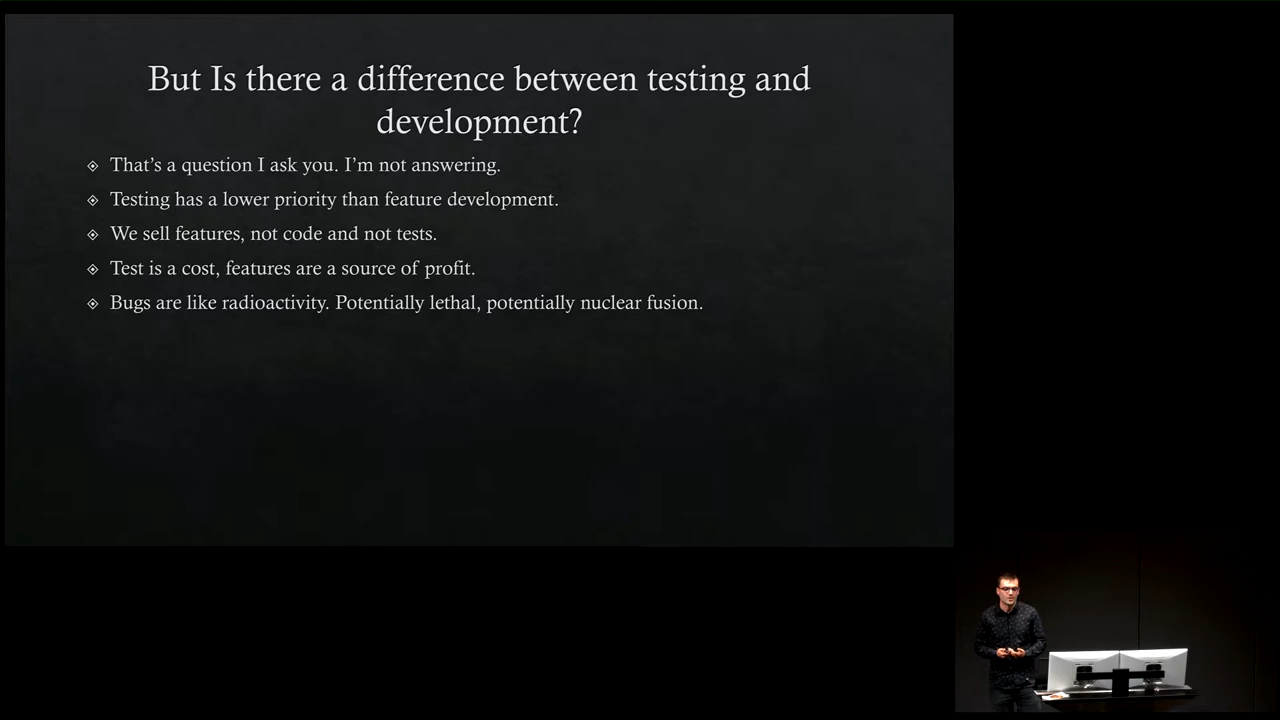 But Is there a difference between testing and
development?
That's a question I ask you. I'm not answering.
Testing has a lower priority than feature development.
We sell features, not code and not tests.
Test is a cost, features are a source of profit.
Bugs are like radioactivity. Potentially lethal, potentially nuclear fusion.